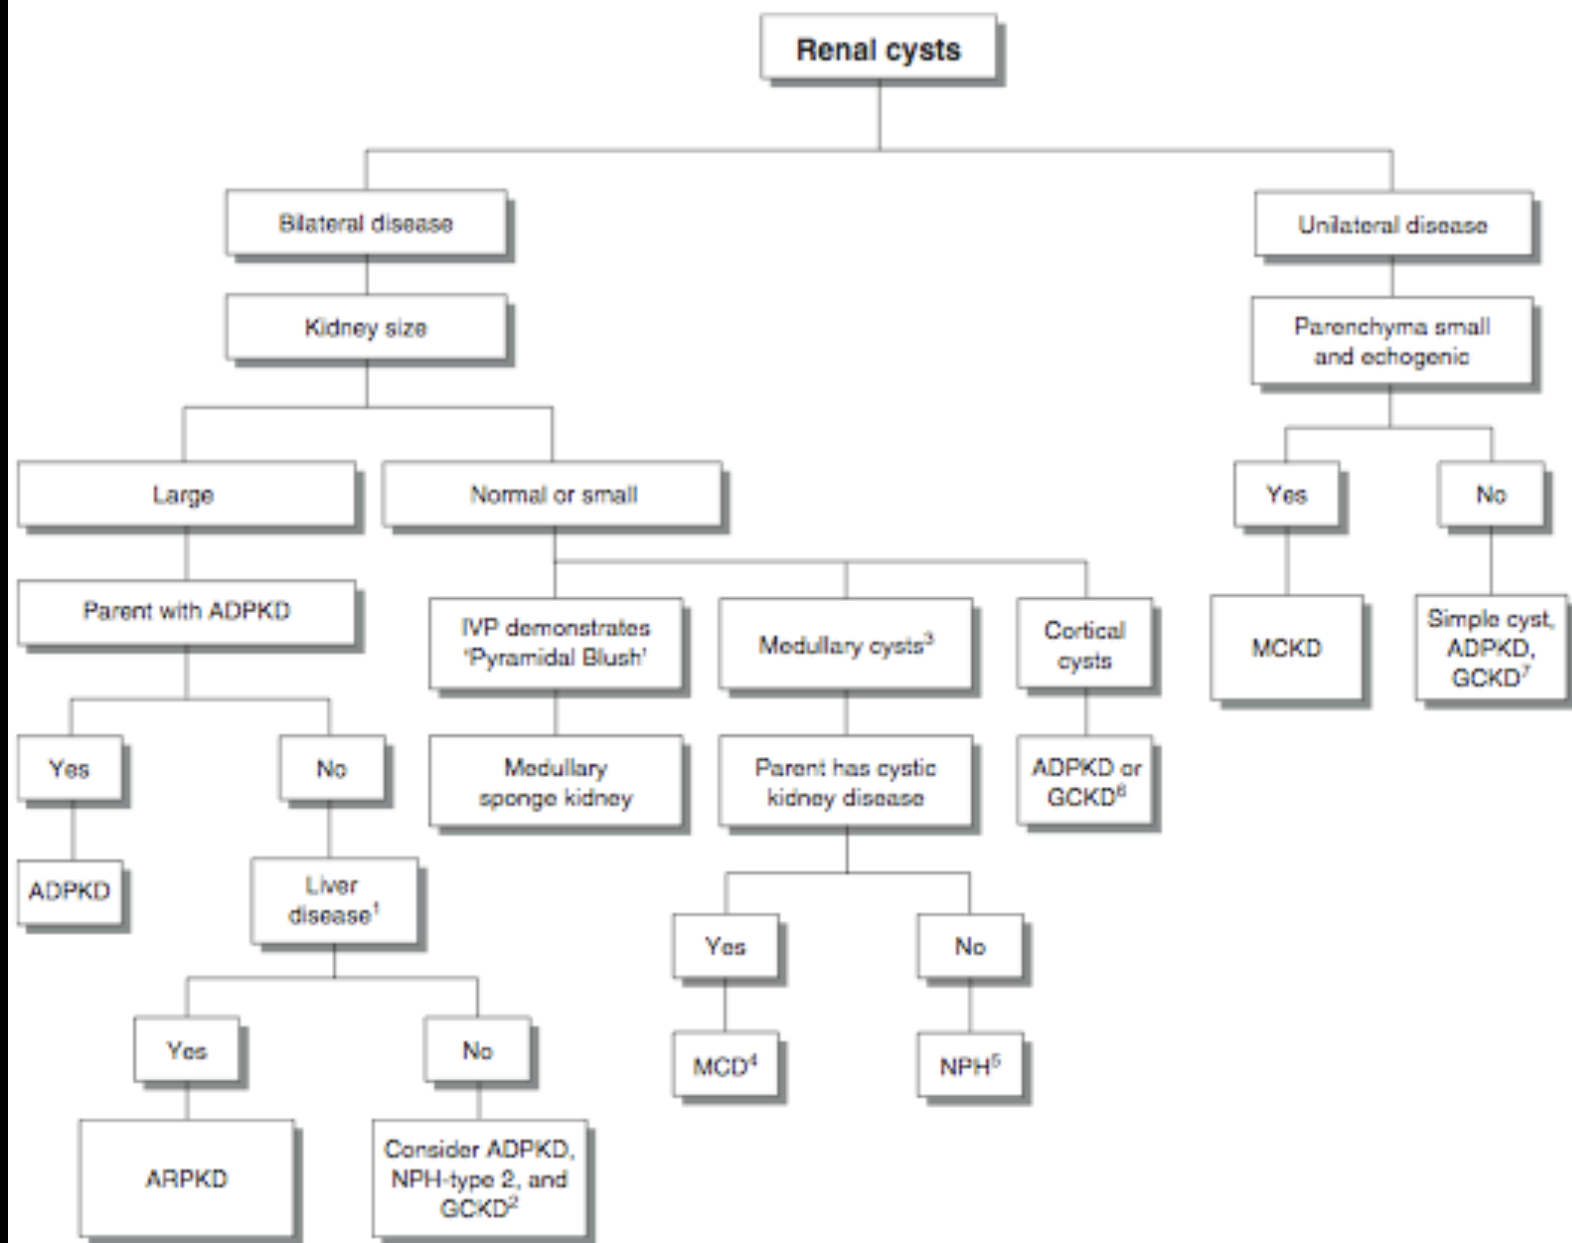 Renal cysts
Bilateral disease
Unilateral disease
Kidney size
Parenchyma small
and echogenic
Large
Normal or small
Yes
No
Parent with ADPKD
IVP demonstrates
'Pyramidal Blush'
Medullary cysts³
Cortical
cysts
MCKD
Simple cyst,
ADPKD,
GCKD⁷
Yes
No
Medullary
sponge kidney
Parent has cystic
kidney disease
ADPKD or
GCKD⁶
ADPKD
Liver
disease¹
Yes
No
Yes
No
MCD⁴
NPH⁵
ARPKD
Consider ADPKD,
NPH-type 2, and
GCKD²